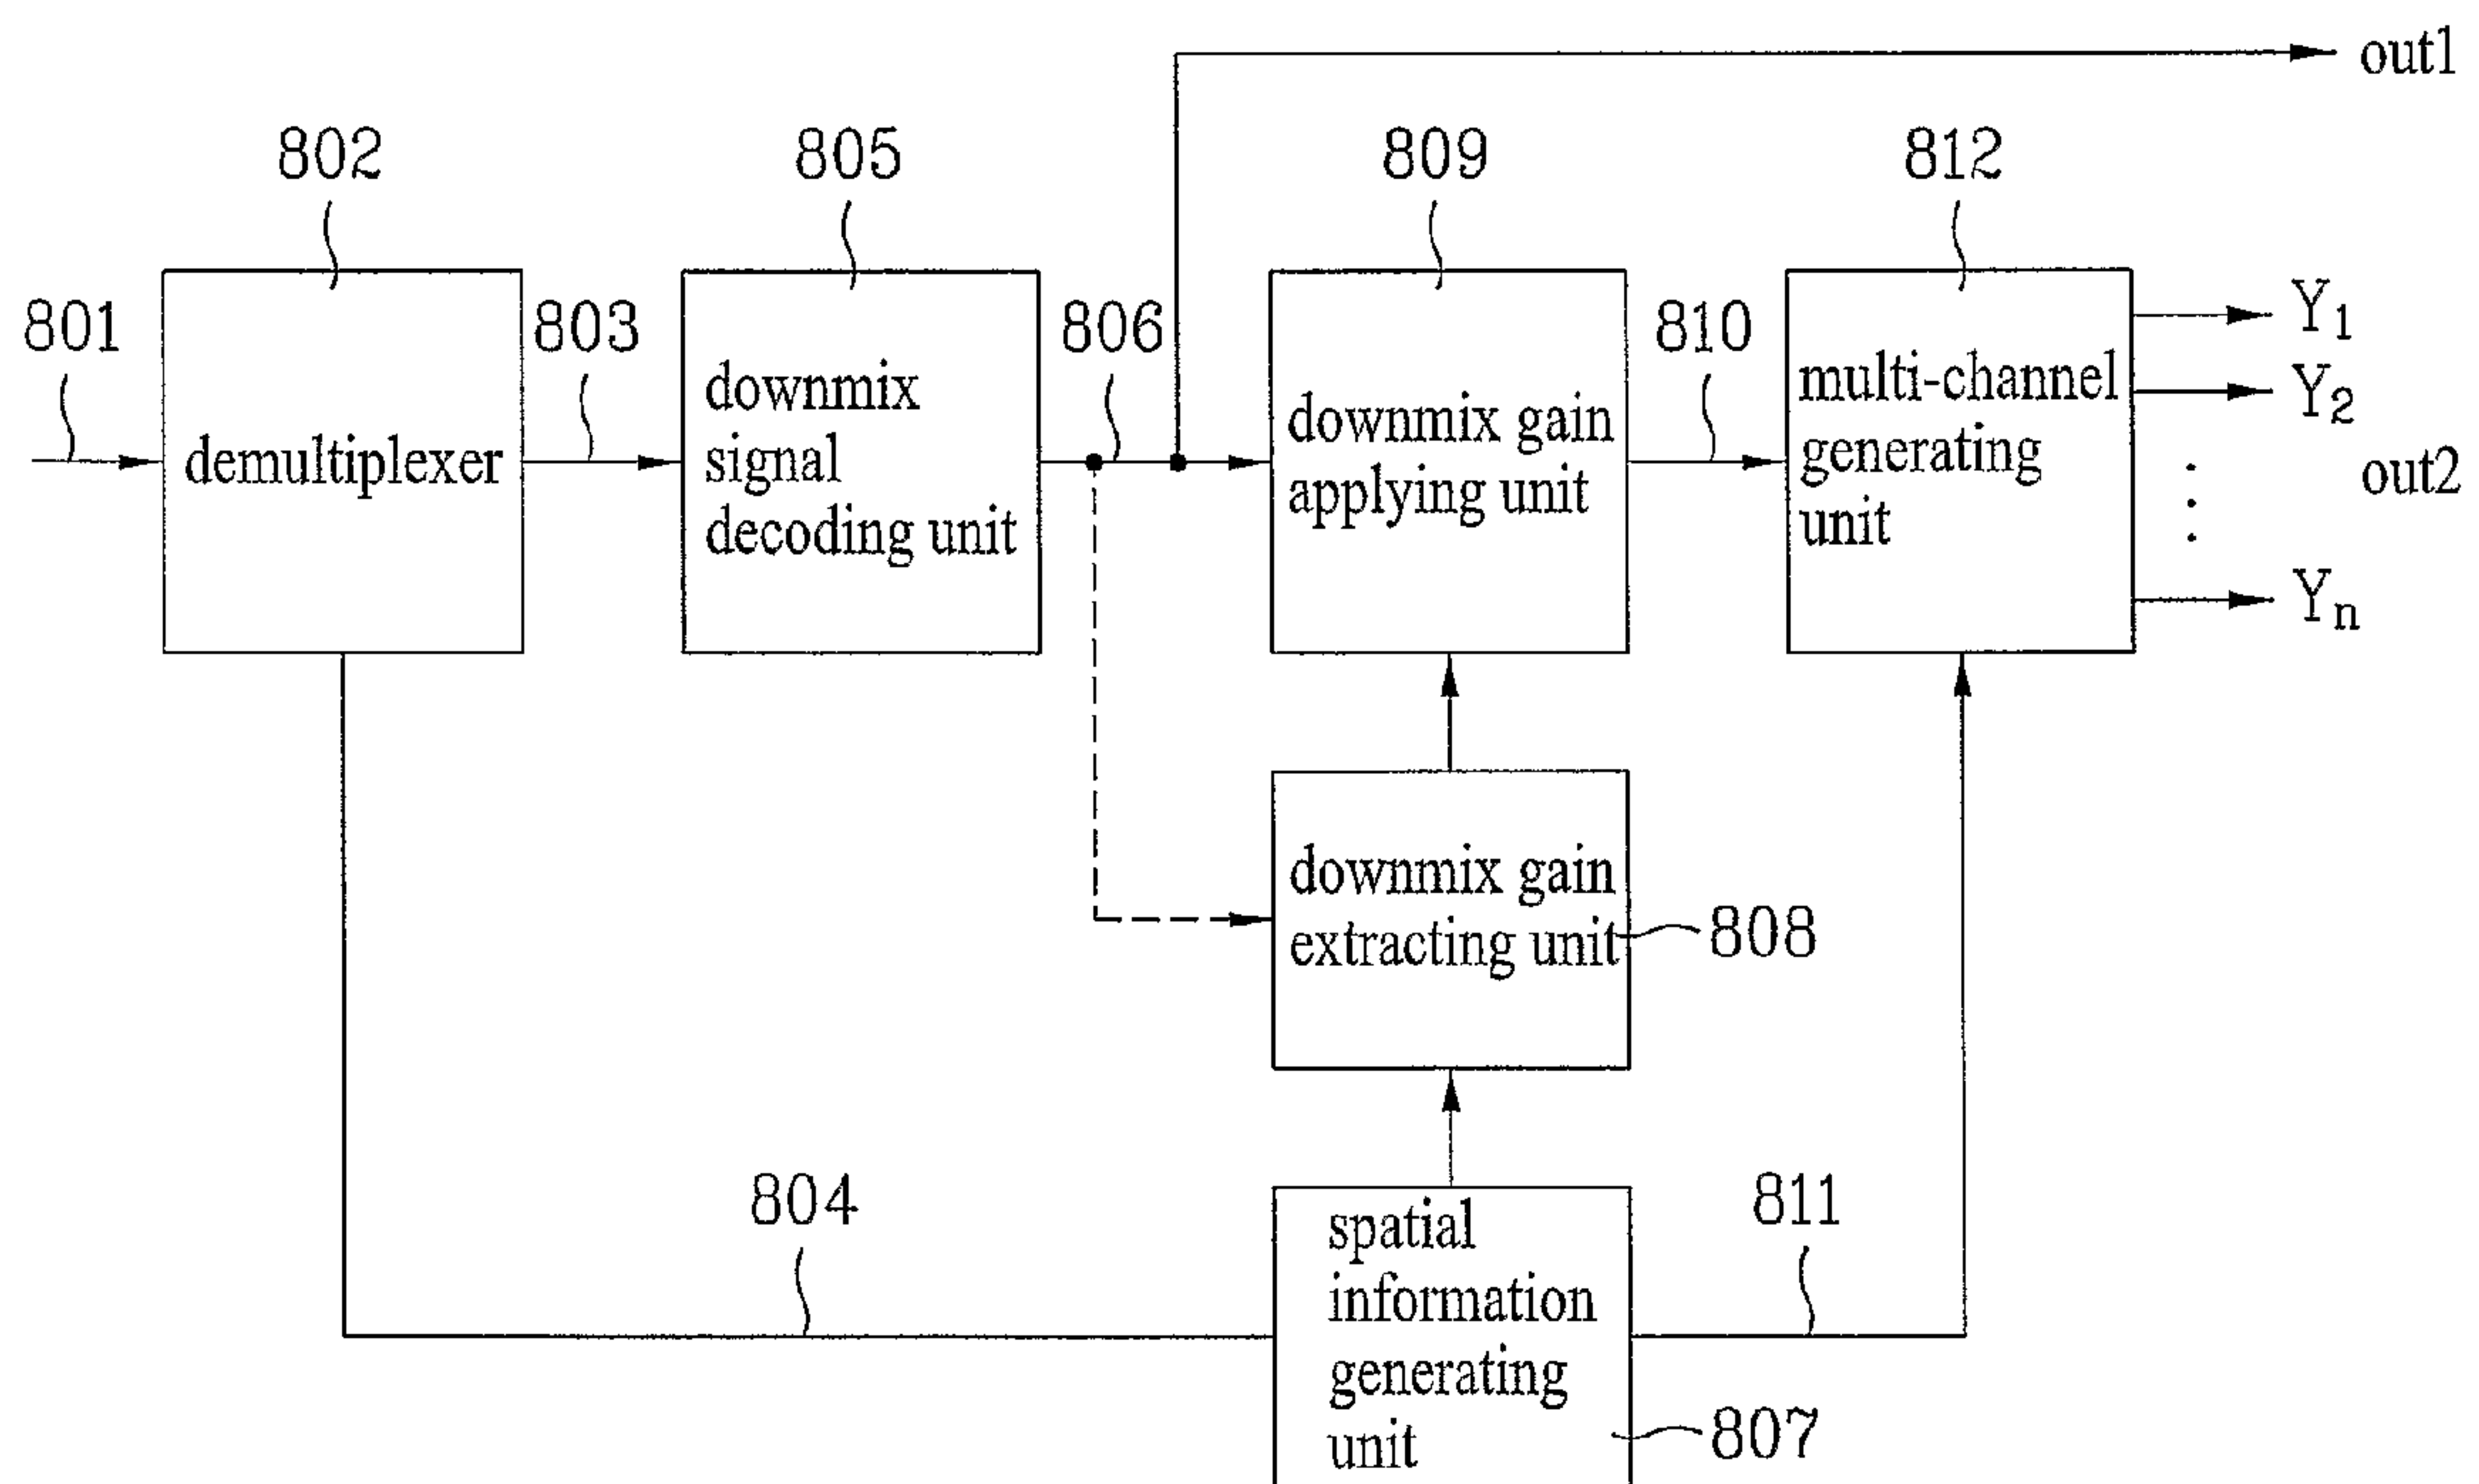 out1
802
805
809
812
801
803
806
810
demultiplexer
downmix
signal
decoding unit
downmix gain
applying unit
multi-channel
generating
unit
Y1
Y2
out2
Yn
downmix gain
extracting unit
808
804
811
spatial
information
generating
unit
807